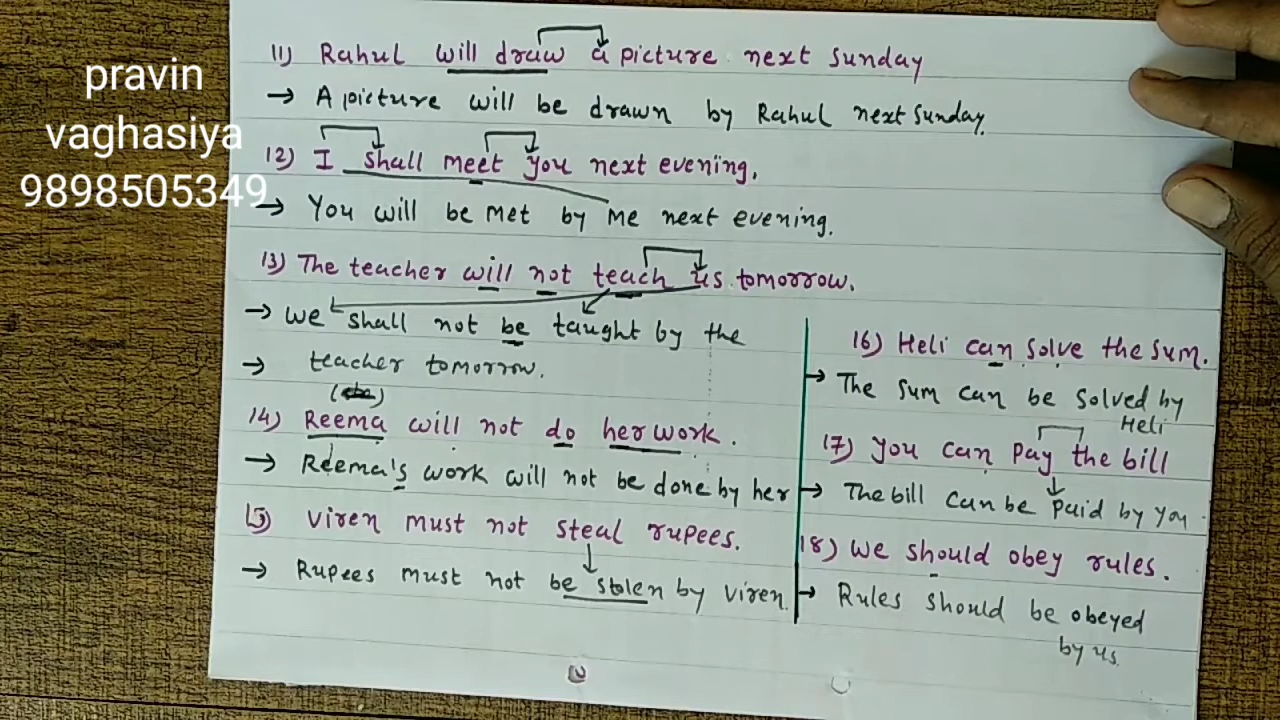 pravin
vaghasiya
9898505349
11) Rahul will draw a picture next sunday
→ A picture will be drawn by Rahul next sunday.
12) I shall meet you next evening.
→ You will be met by me next evening.
13) The teacher will not teach us tomorrow.
→ We shall not be taught by the
→ teacher tomorrow.
14) Reema will not do her work.
→ Reema's work will not be done by her
15) Viren must not steal rupees.
→ Rupees must not be stolen by viren.
16) Heli can solve the sum.
→ The sum can be solved by
Heli
17) You can pay the bill
→ The bill can be paid by you.
18) We should obey rules.
→ Rules should be obeyed
by us.